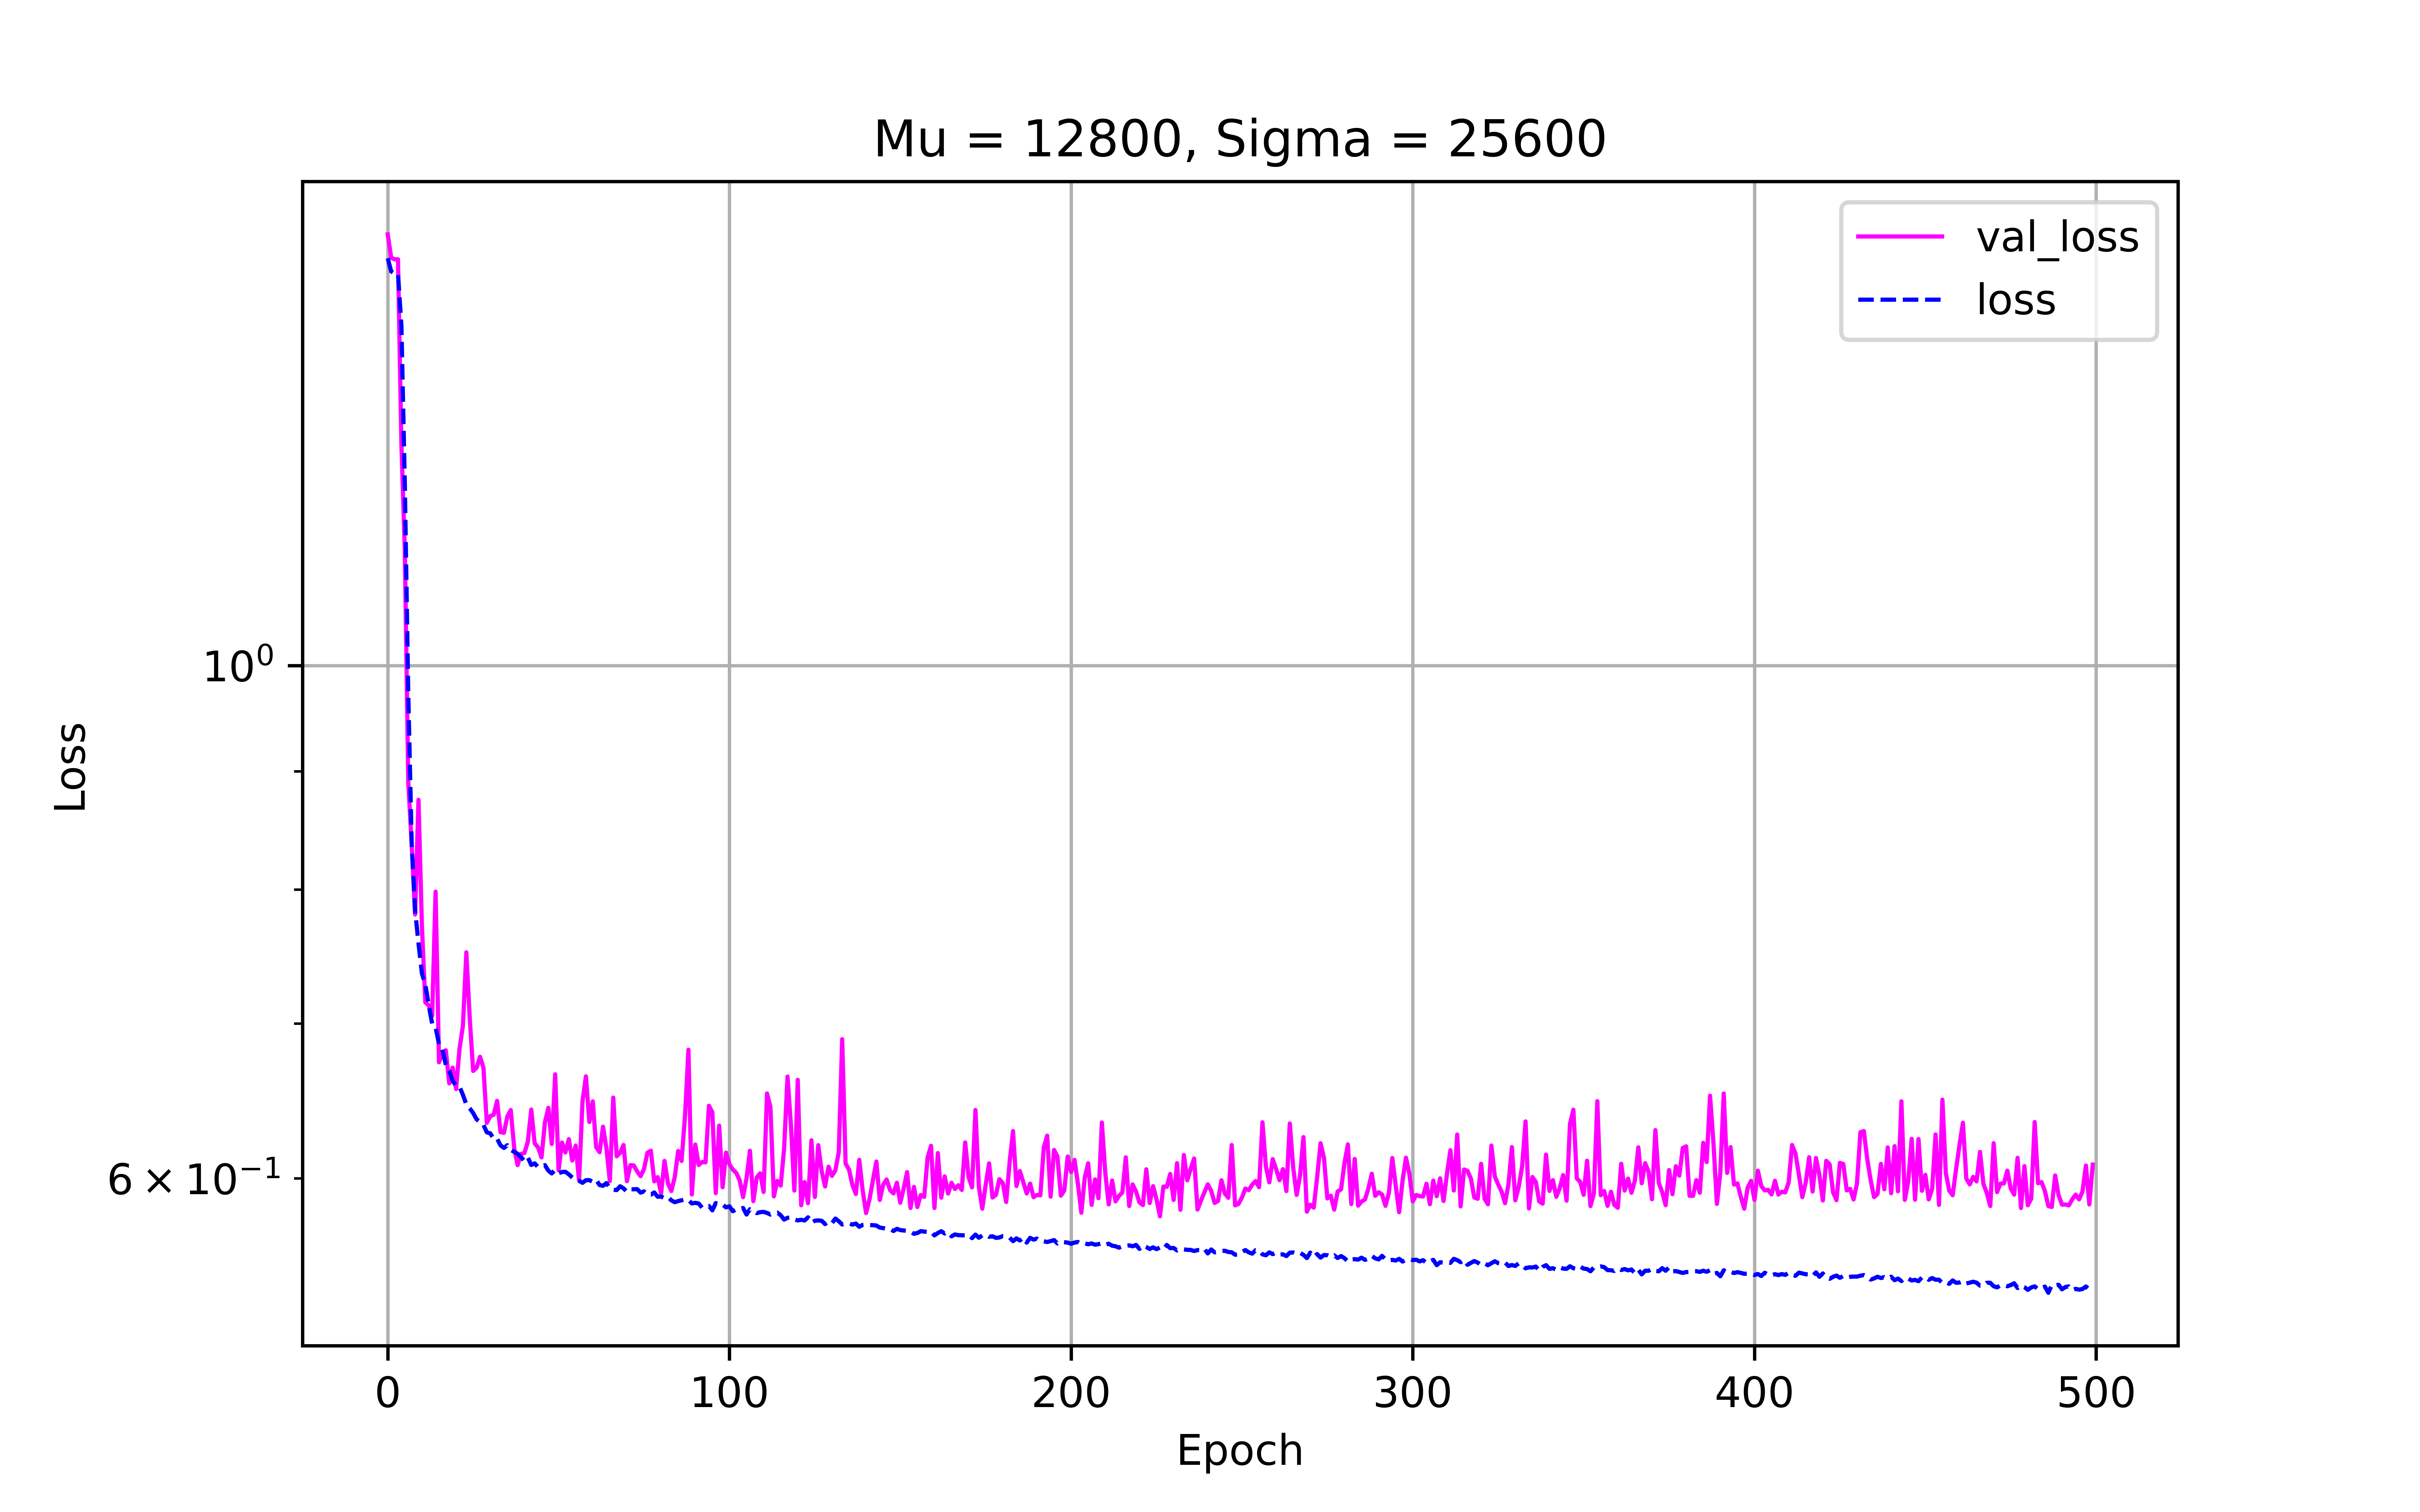 Mu = 12800, Sigma = 25600
val_loss
loss
10⁰
6 × 10⁻¹
Loss
0 100 200 300 400 500
Epoch